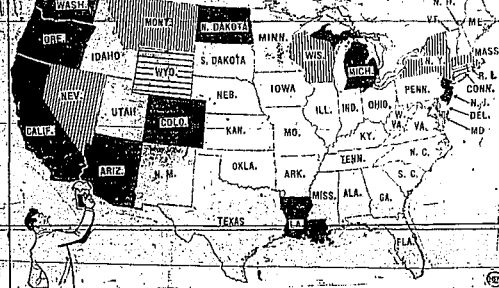 N. H.
WASH.
MONT.
N. DAKOTA
MINN.
VT.
ME.
ORE.
IDAHO
S. DAKOTA
WIS.
MICH.
N. Y.
MASS
R. I.
CONN.
WYO.
NEB.
IOWA
PENN.
N. J.
DEL.
MD
NEV.
UTAH
COLO.
ILL.
IND.
OHIO
W. VA.
VA.
CALIF.
KAN.
MO.
KY.
ARIZ.
N. M.
OKLA.
ARK.
TENN.
N. C.
S. C.
MISS.
ALA.
GA.
TEXAS
LA.
FLA.